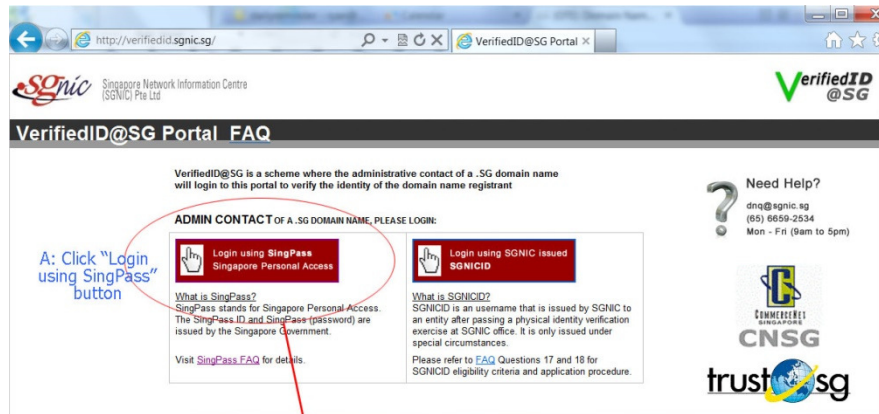 http://verifiedid.sgnic.sg/
VerifiedID@SG Portal
SGnic Singapore Network Information Centre
(SGNIC) Pte Ltd
VerifiedID
@SG
VerifiedID@SG Portal FAQ
VerifiedID@SG is a scheme where the administrative contact of a .SG domain name
will login to this portal to verify the identity of the domain name registrant
ADMIN CONTACT OF A .SG DOMAIN NAME, PLEASE LOGIN:
A: Click "Login
using SingPass"
button
Login using SingPass
Singapore Personal Access
What is SingPass?
SingPass stands for Singapore Personal Access.
The SingPass ID and SingPass (password) are
issued by the Singapore Government.
Visit SingPass FAQ for details.
Login using SGNIC issued
SGNICID
What is SGNICID?
SGNICID is an username that is issued by SGNIC to
an entity after passing a physical identity verification
exercise at SGNIC office. It is only issued under
special circumstances.
Please refer to FAQ Questions 17 and 18 for
SGNICID eligibility criteria and application procedure.
Need Help?
dnq@sgnic.sg
(65) 6659-2534
Mon - Fri (9am to 5pm)
COMMERCENET
SINGAPORE
CNSG
trustsg